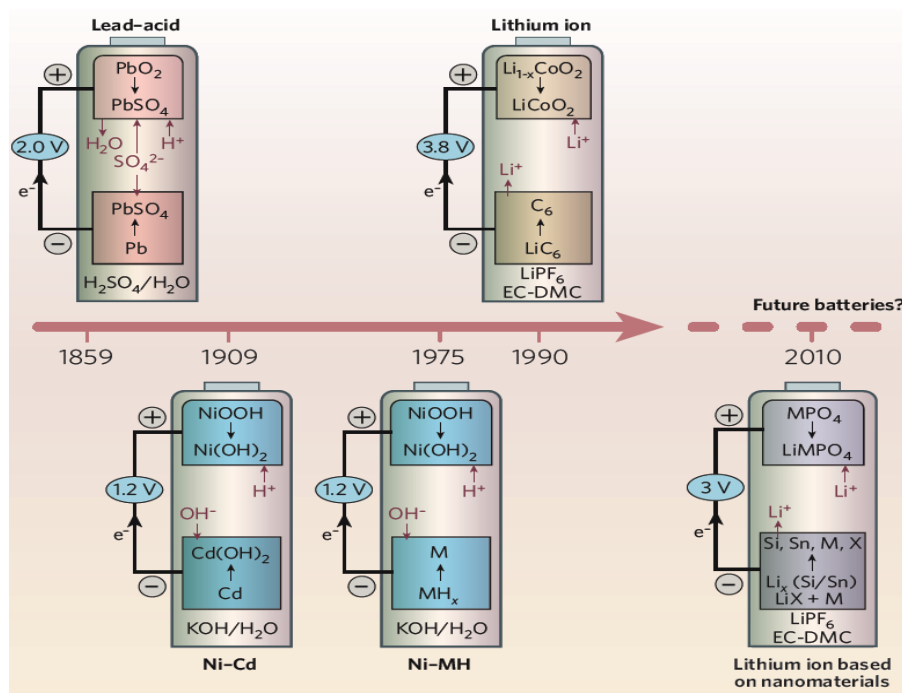 Lead–acid
+
PbO₂
PbSO₄
H₂O
SO₄²⁻
H⁺
2.0 V
e⁻
PbSO₄
Pb
−
H₂SO₄/H₂O
Lithium ion
+
Li₁₋ₓCoO₂
LiCoO₂
Li⁺
3.8 V
Li⁺
e⁻
C₆
LiC₆
−
LiPF₆
EC-DMC
Future batteries?
1859
1909
1975
1990
2010
+
NiOOH
Ni(OH)₂
H⁺
1.2 V
OH⁻
e⁻
Cd(OH)₂
Cd
−
KOH/H₂O
Ni–Cd
+
NiOOH
Ni(OH)₂
H⁺
1.2 V
OH⁻
e⁻
M
MHₓ
−
KOH/H₂O
Ni–MH
+
MPO₄
LiMPO₄
Li⁺
3 V
Li⁺
e⁻
Si, Sn, M, X
Liₓ (Si/Sn)
LiX + M
−
LiPF₆
EC-DMC
Lithium ion based
on nanomaterials